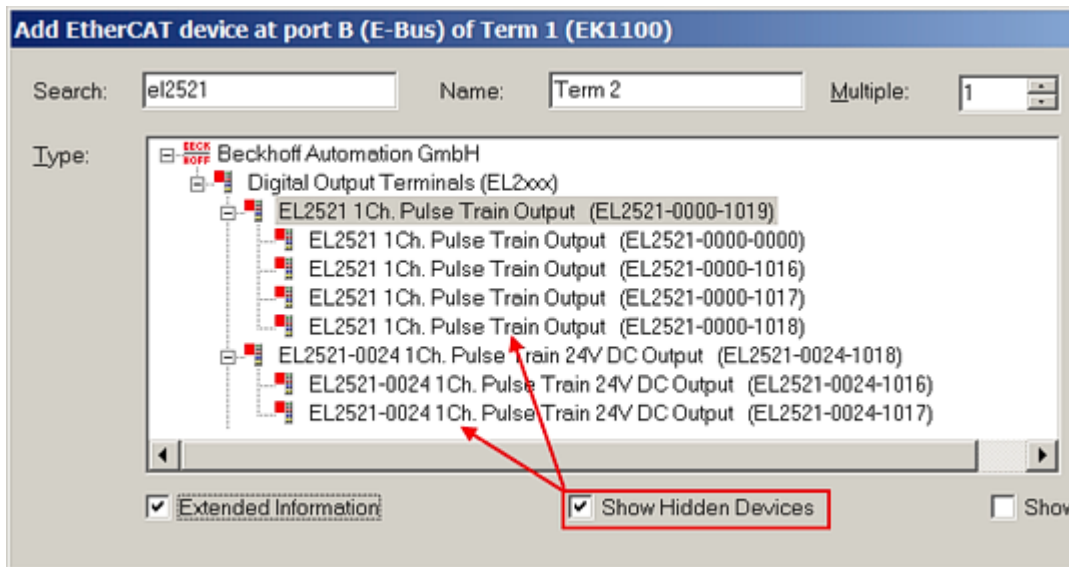 Add EtherCAT device at port B (E-Bus) of Term 1 (EK1100)
Search: el2521 Name: Term 2 Multiple: 1
Type:
BECKHOFF Beckhoff Automation GmbH
Digital Output Terminals (EL2xxx)
EL2521 1Ch. Pulse Train Output (EL2521-0000-1019)
EL2521 1Ch. Pulse Train Output (EL2521-0000-0000)
EL2521 1Ch. Pulse Train Output (EL2521-0000-1016)
EL2521 1Ch. Pulse Train Output (EL2521-0000-1017)
EL2521 1Ch. Pulse Train Output (EL2521-0000-1018)
EL2521-0024 1Ch. Pulse Train 24V DC Output (EL2521-0024-1018)
EL2521-0024 1Ch. Pulse Train 24V DC Output (EL2521-0024-1016)
EL2521-0024 1Ch. Pulse Train 24V DC Output (EL2521-0024-1017)
Extended Information Show Hidden Devices Show